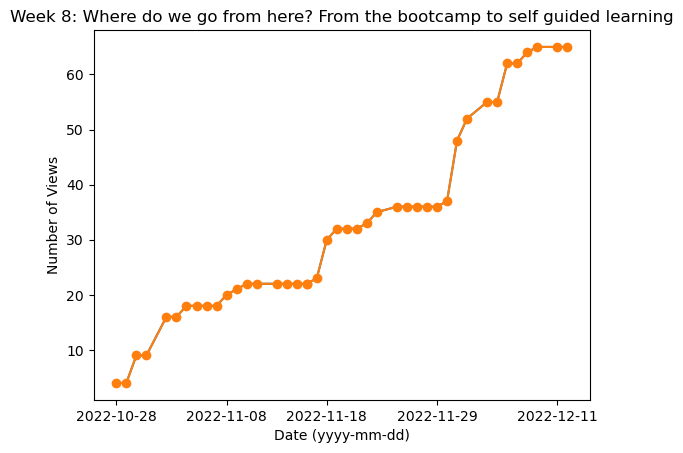 Week 8: Where do we go from here? From the bootcamp to self guided learning
60
50
40
30
20
10
Number of Views
2022-10-28 2022-11-08 2022-11-18 2022-11-29 2022-12-11
Date (yyyy-mm-dd)